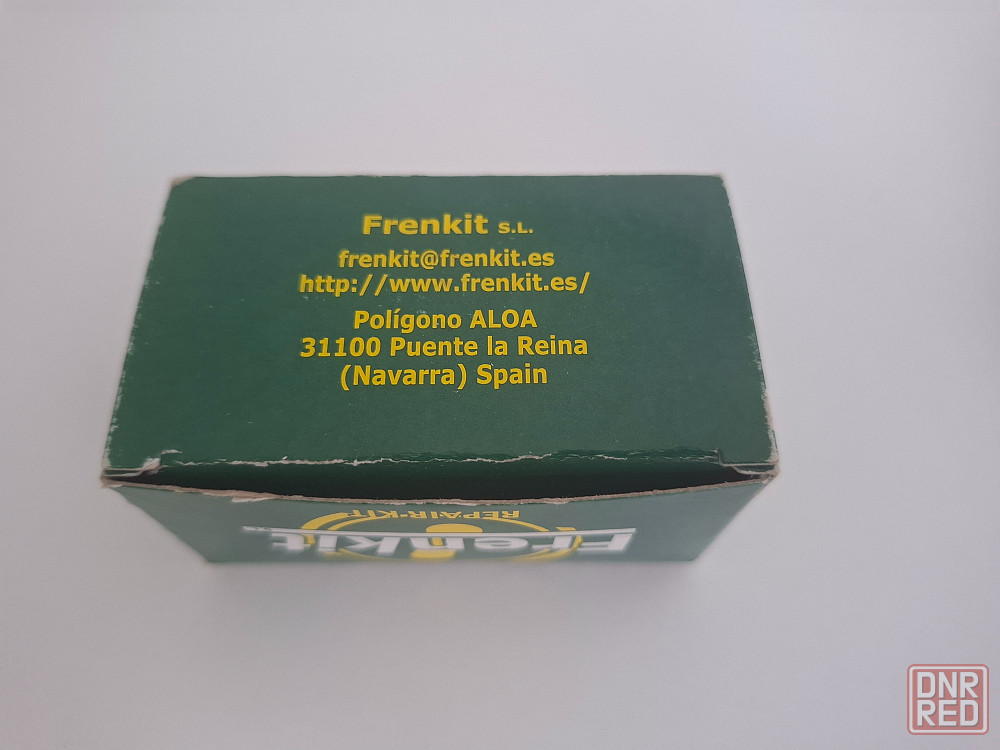 Frenkit S.L.
frenkit@frenkit.es
http://www.frenkit.es/
Polígono ALOA
31100 Puente la Reina
(Navarra) Spain
REPAIR KIT
Frenkit
DNR
RED